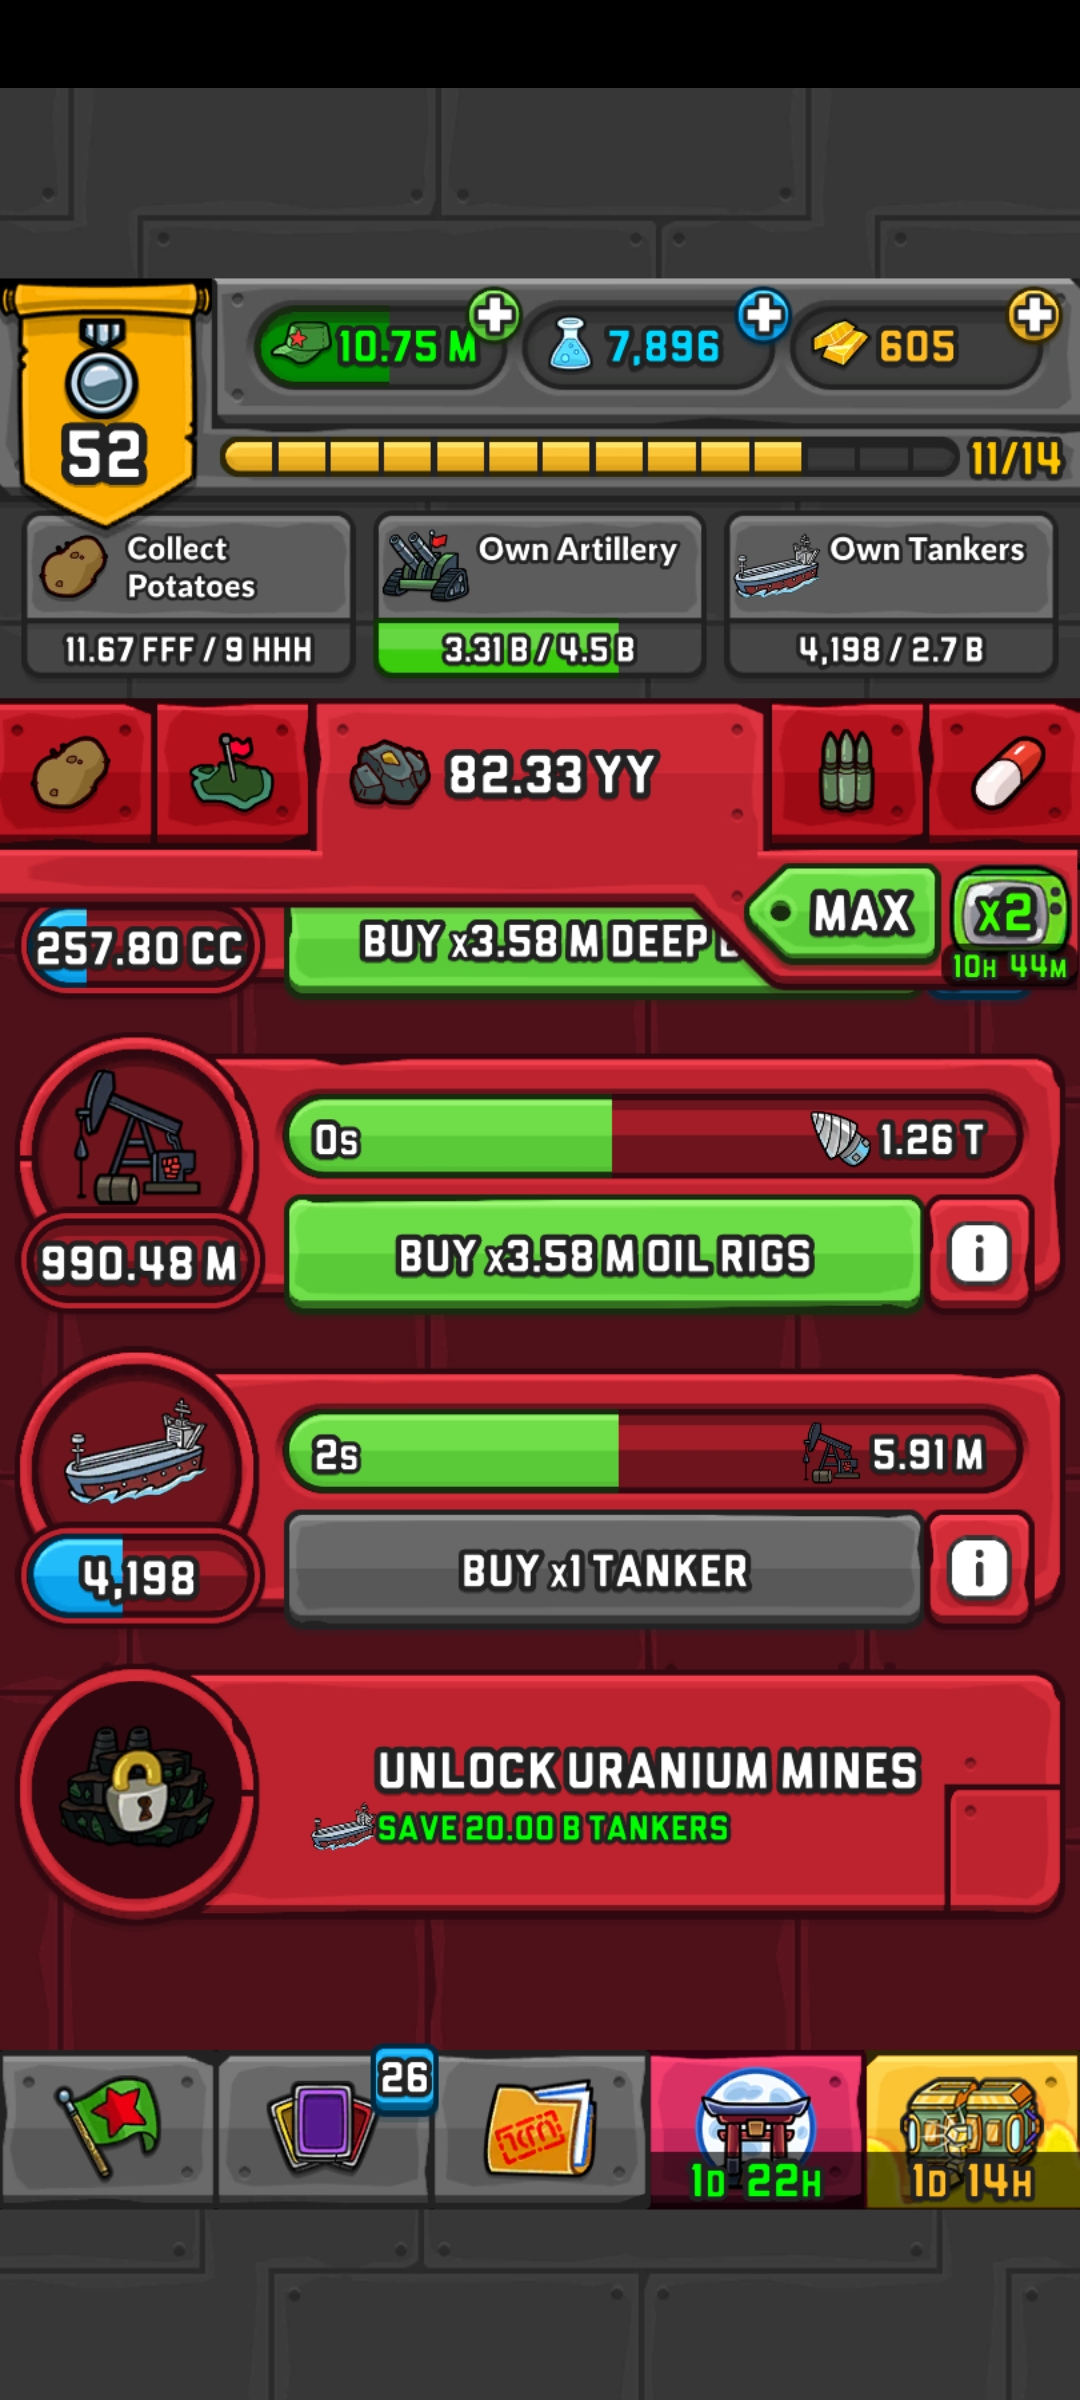 10.75 M
7,896
605
52
11/14
Collect
Potatoes
11.67 FFF / 9 HHH
Own Artillery
3.31 B / 4.5 B
Own Tankers
4,198 / 2.7 B
82.33 YY
MAX
x2
10H 44M
257.80 CC
BUY x3.58 M DEEP
0s
1.26 T
990.48 M
BUY x3.58 M OIL RIGS
i
2s
5.91 M
4,198
BUY x1 TANKER
i
UNLOCK URANIUM MINES
SAVE 20.00 B TANKERS
26
1D 22H
1D 14H